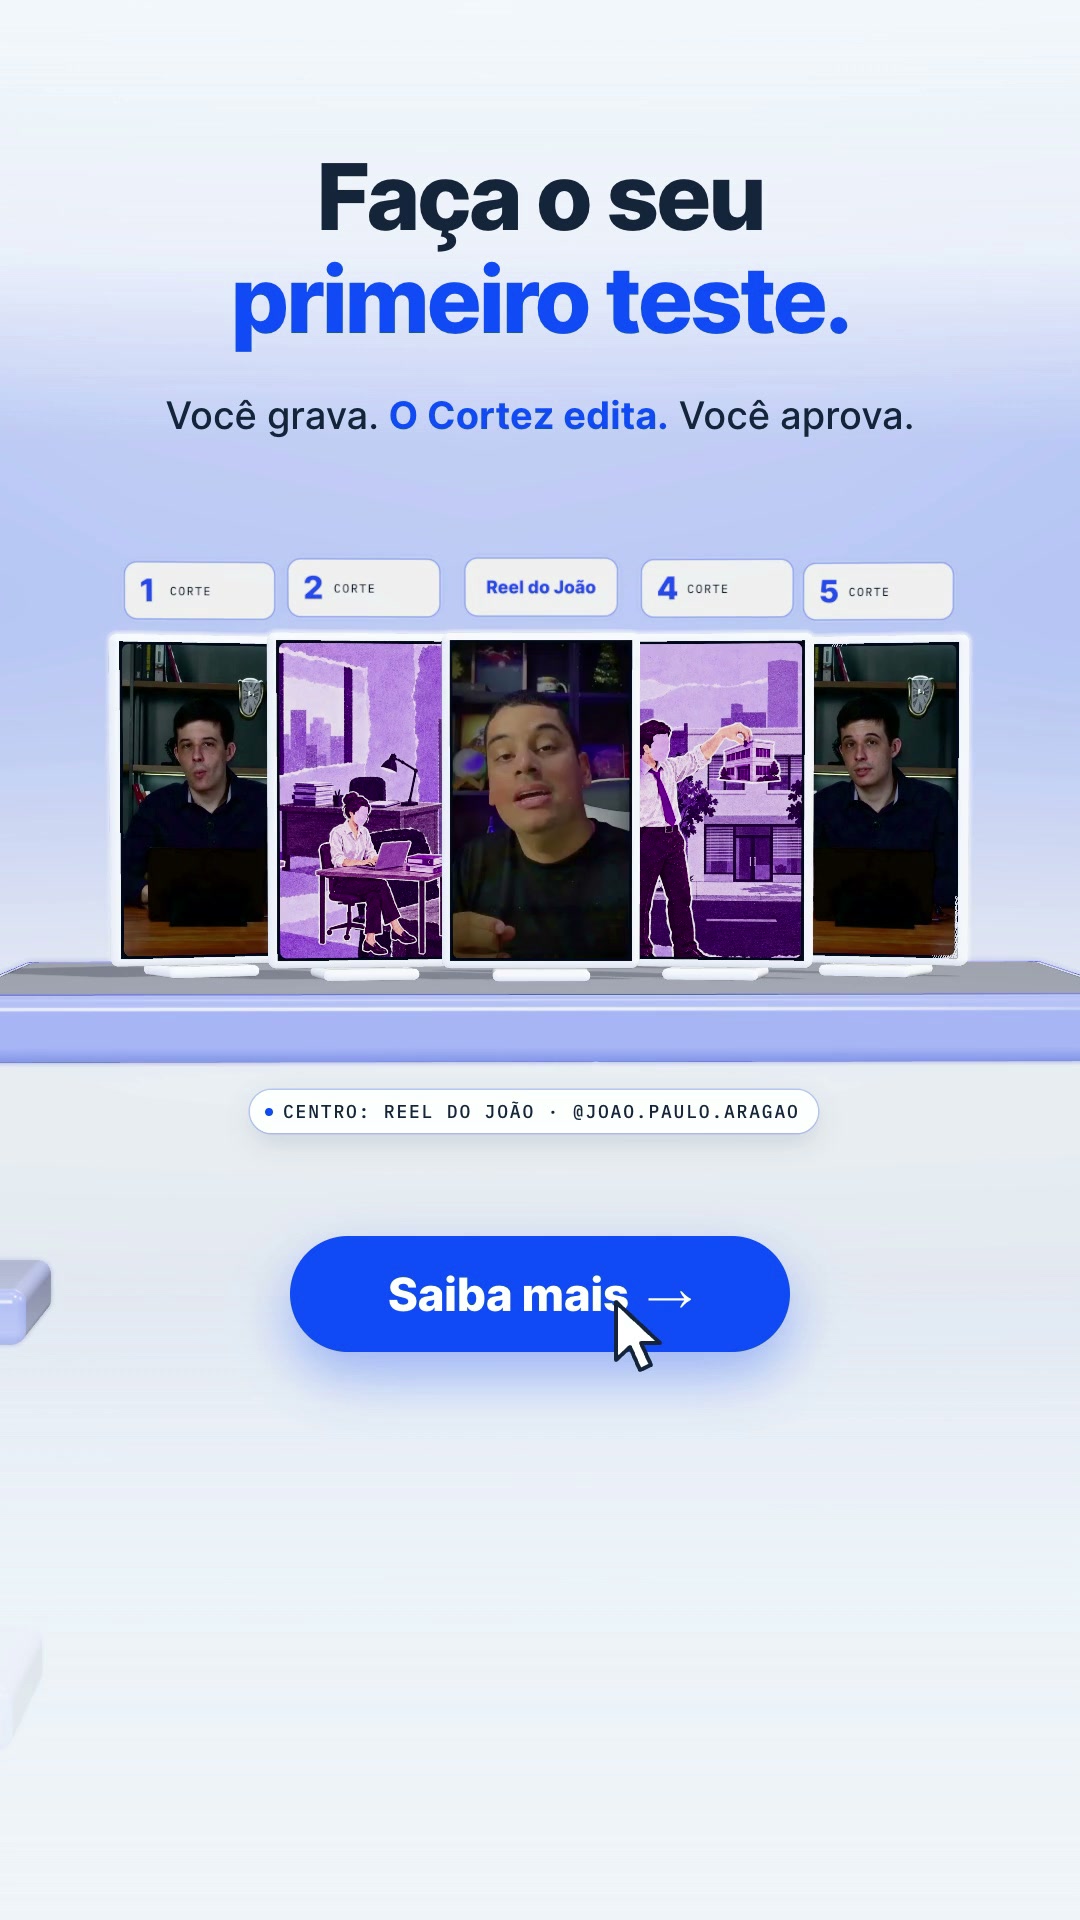 Faça o seu
primeiro teste.
Você grava. O Cortez edita. Você aprova.
1 CORTE
2 CORTE
Reel do João
4 CORTE
5 CORTE
• CENTRO: REEL DO JOÃO · @JOAO.PAULO.ARAGAO
Saiba mais →